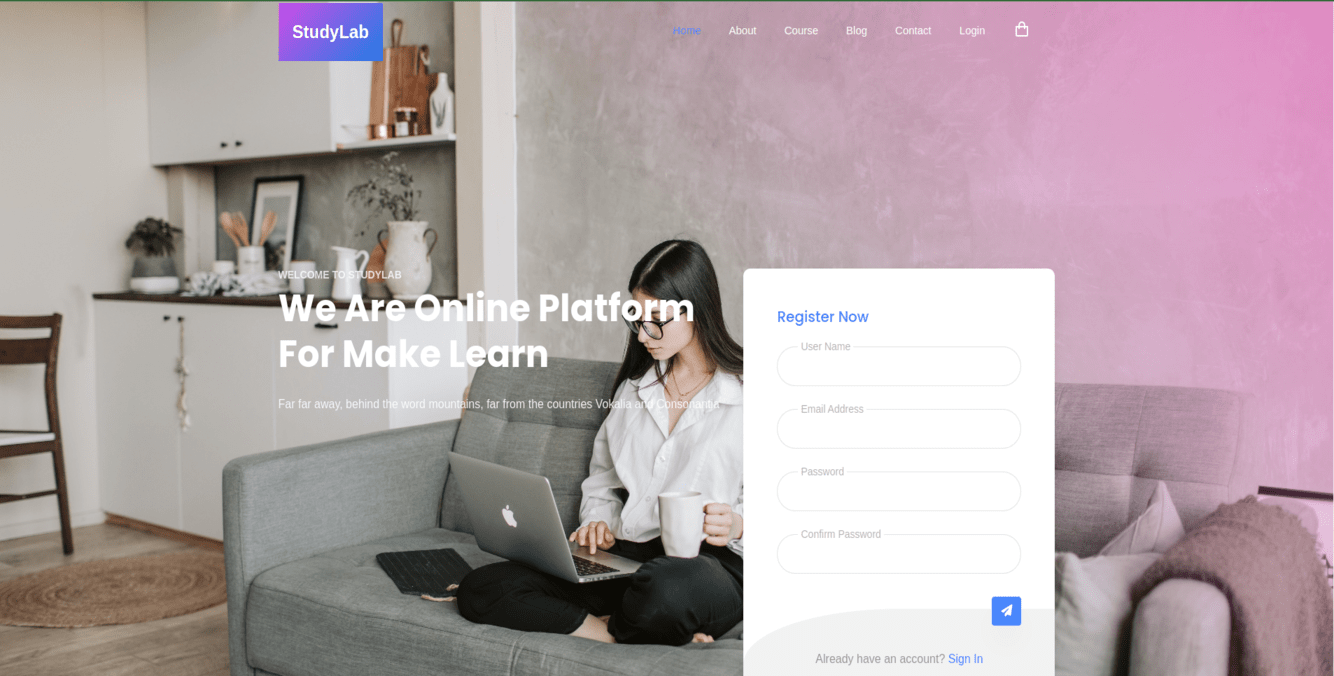 StudyLab
Home About Course Blog Contact Login
WELCOME TO STUDYLAB
We Are Online Platform
For Make Learn
Far far away, behind the word mountains, far from the countries Vokalia and Consonantia
Register Now
User Name
Email Address
Password
Confirm Password
Already have an account? Sign In